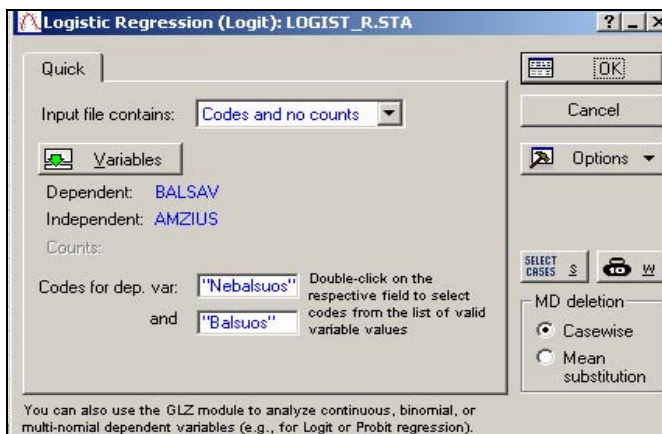 Logistic Regression (Logit): LOGIST_R.STA
Quick
OK
Input file contains: Codes and no counts
Cancel
Variables
Options
Dependent: BALSAV
Independent: AMZIUS
Counts:
SELECT CASES S W
Codes for dep. var: "Nebalsuos"
and "Balsuos"
Double-click on the
respective field to select
codes from the list of valid
variable values
MD deletion
Casewise
Mean
substitution
You can also use the GLZ module to analyze continuous, binomial, or
multi-nomial dependent variables (e.g., for Logit or Probit regression).